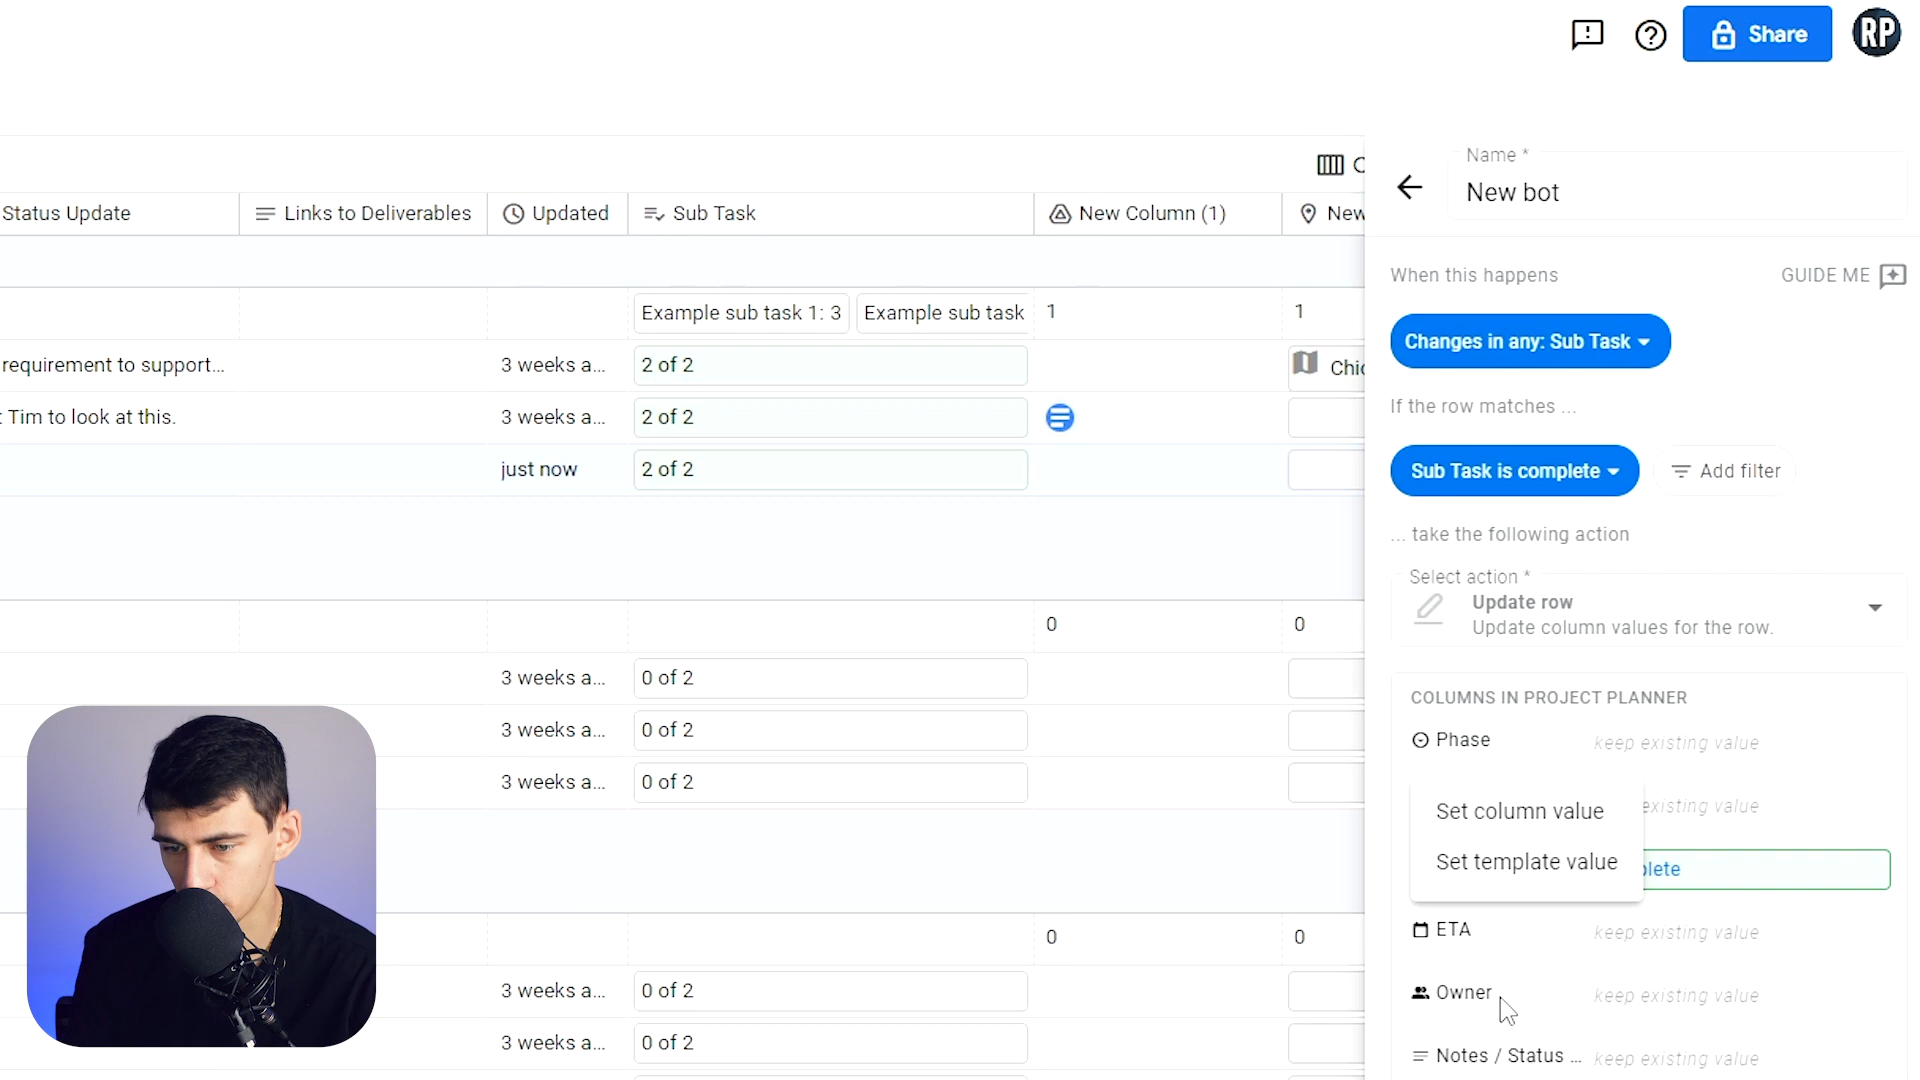 Share
RP
Name *
New bot
Status Update
Links to Deliverables
Updated
Sub Task
New Column (1)
New
When this happens
GUIDE ME
Example sub task 1: 3
Example sub task
1
1
Changes in any: Sub Task
requirement to support...
3 weeks a...
2 of 2
If the row matches ...
Tim to look at this.
3 weeks a...
2 of 2
just now
2 of 2
Sub Task is complete
Add filter
... take the following action
Select action *
Update row
Update column values for the row.
0
0
3 weeks a...
0 of 2
COLUMNS IN PROJECT PLANNER
3 weeks a...
0 of 2
Phase
keep existing value
3 weeks a...
0 of 2
Set column value
existing value
Set template value
0
0
ETA
keep existing value
3 weeks a...
0 of 2
Owner
keep existing value
3 weeks a...
0 of 2
Notes / Status ...
keep existing value